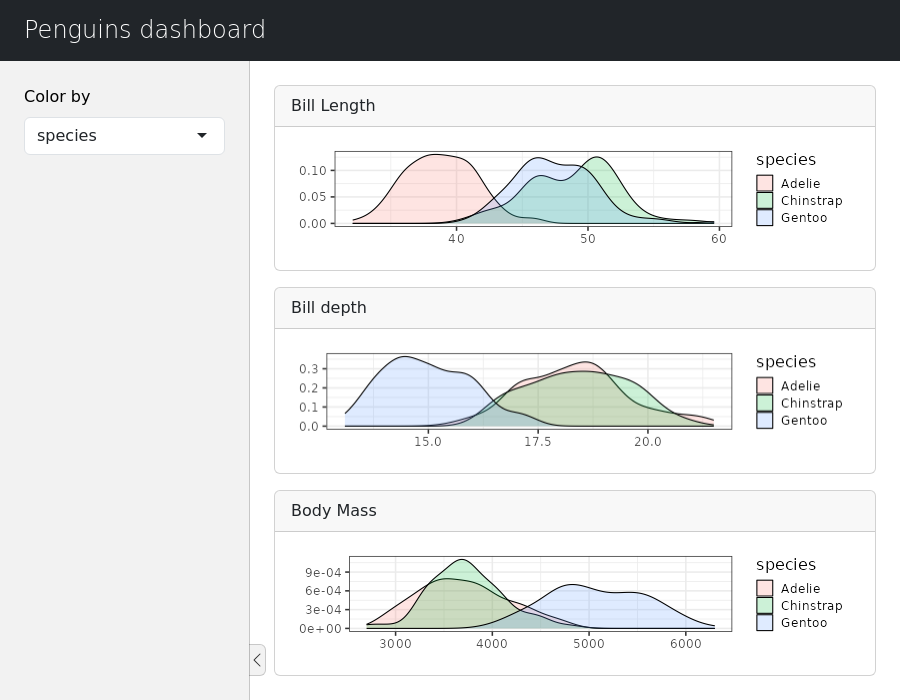 Penguins dashboard
Color by
species
Bill Length
0.10
0.05
0.00
40 50 60
species
Adelie
Chinstrap
Gentoo
Bill depth
0.3
0.2
0.1
0.0
15.0 17.5 20.0
species
Adelie
Chinstrap
Gentoo
Body Mass
9e-04
6e-04
3e-04
0e+00
3000 4000 5000 6000
species
Adelie
Chinstrap
Gentoo